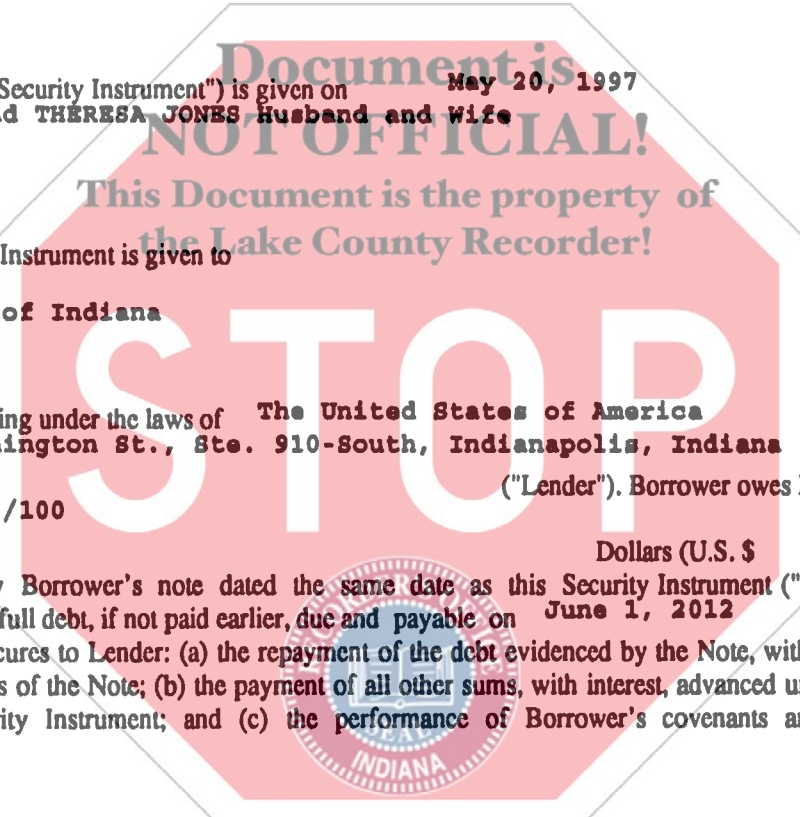 Document is
Security Instrument") is given on May 20, 1997
d THERESA JONES Husband and Wife
NOT OFFICIAL!
This Document is the property of
the Lake County Recorder!
Instrument is given to
of Indiana
STOP
ing under the laws of The United States of America
ington St., Ste. 910-South, Indianapolis, Indiana
("Lender"). Borrower owes
/100
Dollars (U.S. $
Borrower's note dated the same date as this Security Instrument ("
full debt, if not paid earlier, due and payable on June 1, 2012
cures to Lender: (a) the repayment of the debt evidenced by the Note, with
s of the Note; (b) the payment of all other sums, with interest, advanced
rity Instrument; and (c) the performance of Borrower's covenants
SEAL
INDIANA